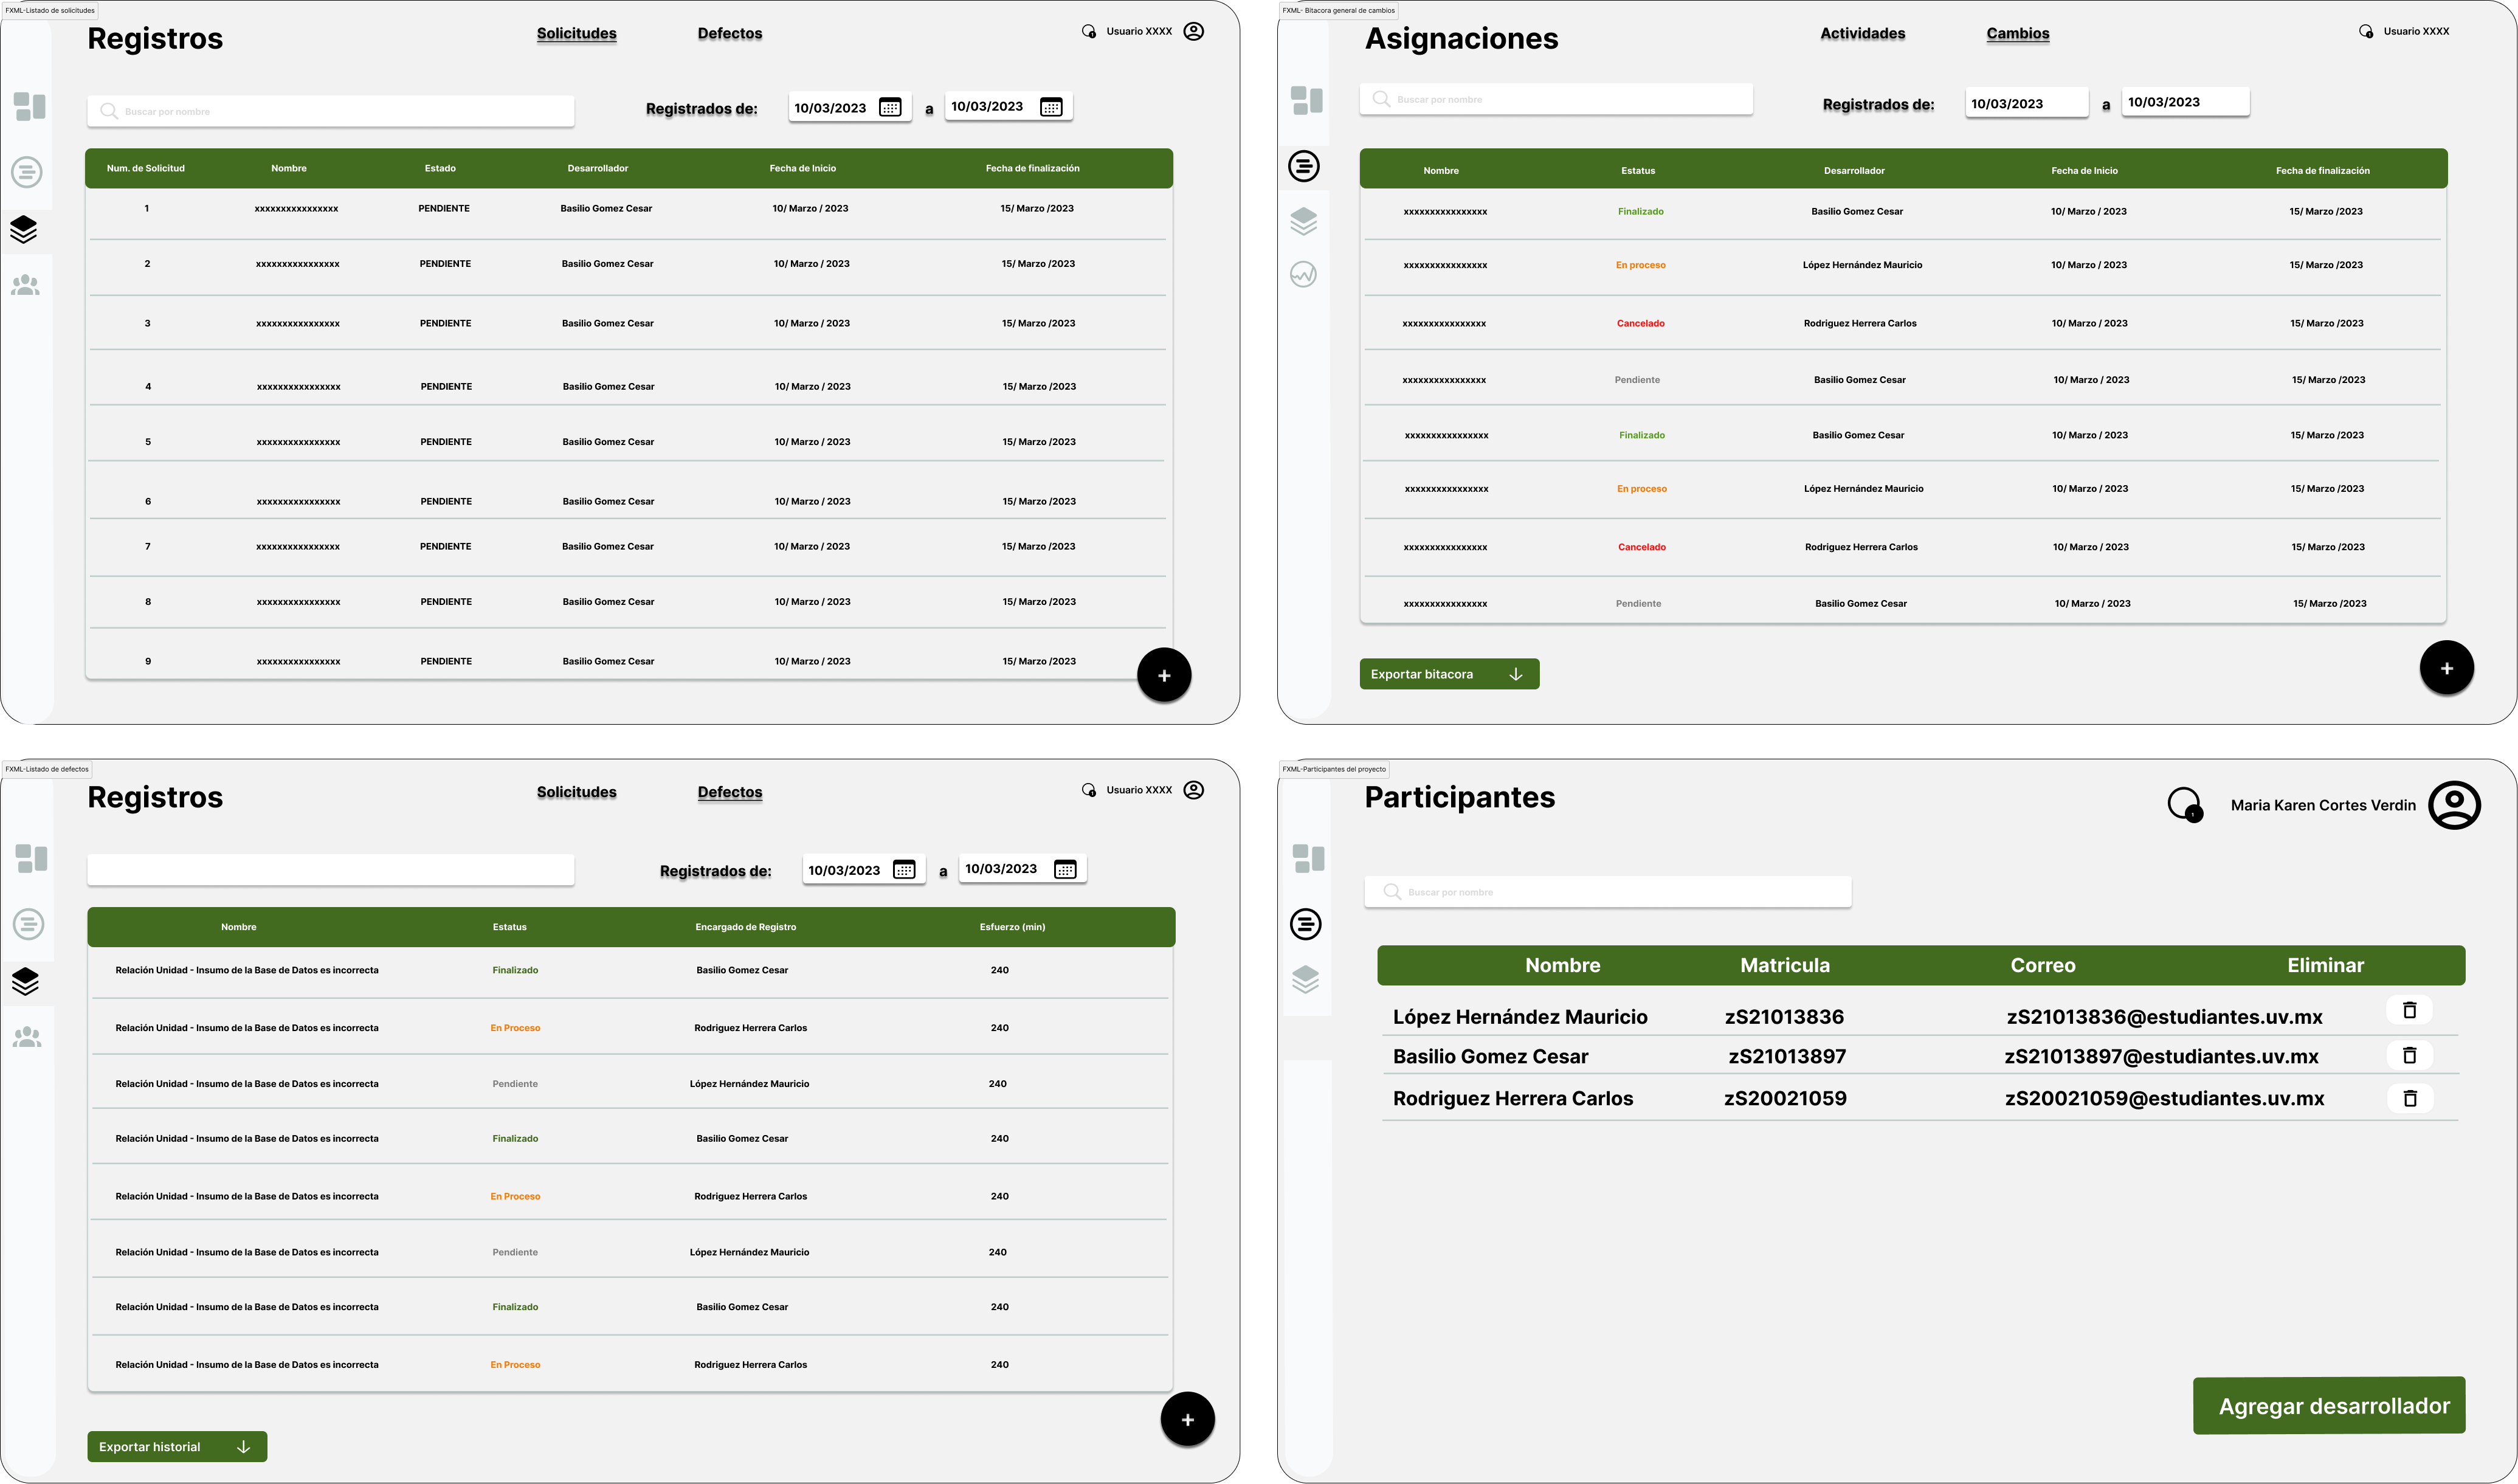 FXML-Listado de solicitudes
Registros
Solicitudes Defectos
Usuario XXXX
Buscar por nombre
Registrados de: 10/03/2023 a 10/03/2023
Num. de Solicitud Nombre Estado Desarrollador Fecha de Inicio Fecha de finalización
1 xxxxxxxxxxxxxxxx PENDIENTE Basilio Gomez Cesar 10/ Marzo / 2023 15/ Marzo /2023
2 xxxxxxxxxxxxxxxx PENDIENTE Basilio Gomez Cesar 10/ Marzo / 2023 15/ Marzo /2023
3 xxxxxxxxxxxxxxxx PENDIENTE Basilio Gomez Cesar 10/ Marzo / 2023 15/ Marzo /2023
4 xxxxxxxxxxxxxxxx PENDIENTE Basilio Gomez Cesar 10/ Marzo / 2023 15/ Marzo /2023
5 xxxxxxxxxxxxxxxx PENDIENTE Basilio Gomez Cesar 10/ Marzo / 2023 15/ Marzo /2023
6 xxxxxxxxxxxxxxxx PENDIENTE Basilio Gomez Cesar 10/ Marzo / 2023 15/ Marzo /2023
7 xxxxxxxxxxxxxxxx PENDIENTE Basilio Gomez Cesar 10/ Marzo / 2023 15/ Marzo /2023
8 xxxxxxxxxxxxxxxx PENDIENTE Basilio Gomez Cesar 10/ Marzo / 2023 15/ Marzo /2023
9 xxxxxxxxxxxxxxxx PENDIENTE Basilio Gomez Cesar 10/ Marzo / 2023 15/ Marzo /2023
+
FXML- Bitacora general de cambios
Asignaciones
Actividades Cambios
Usuario XXXX
Buscar por nombre
Registrados de: 10/03/2023 a 10/03/2023
Nombre Estatus Desarrollador Fecha de Inicio Fecha de finalización
xxxxxxxxxxxxxxxx Finalizado Basilio Gomez Cesar 10/ Marzo / 2023 15/ Marzo /2023
xxxxxxxxxxxxxxxx En proceso López Hernández Mauricio 10/ Marzo / 2023 15/ Marzo /2023
xxxxxxxxxxxxxxxx Cancelado Rodriguez Herrera Carlos 10/ Marzo / 2023 15/ Marzo /2023
xxxxxxxxxxxxxxxx Pendiente Basilio Gomez Cesar 10/ Marzo / 2023 15/ Marzo /2023
xxxxxxxxxxxxxxxx Finalizado Basilio Gomez Cesar 10/ Marzo / 2023 15/ Marzo /2023
xxxxxxxxxxxxxxxx En proceso López Hernández Mauricio 10/ Marzo / 2023 15/ Marzo /2023
xxxxxxxxxxxxxxxx Cancelado Rodriguez Herrera Carlos 10/ Marzo / 2023 15/ Marzo /2023
xxxxxxxxxxxxxxxx Pendiente Basilio Gomez Cesar 10/ Marzo / 2023 15/ Marzo /2023
Exportar bitacora
+
FXML-Listado de defectos
Registros
Solicitudes Defectos
Usuario XXXX
Registrados de: 10/03/2023 a 10/03/2023
Nombre Estatus Encargado de Registro Esfuerzo (min)
Relación Unidad - Insumo de la Base de Datos es incorrecta Finalizado Basilio Gomez Cesar 240
Relación Unidad - Insumo de la Base de Datos es incorrecta En Proceso Rodriguez Herrera Carlos 240
Relación Unidad - Insumo de la Base de Datos es incorrecta Pendiente López Hernández Mauricio 240
Relación Unidad - Insumo de la Base de Datos es incorrecta Finalizado Basilio Gomez Cesar 240
Relación Unidad - Insumo de la Base de Datos es incorrecta En Proceso Rodriguez Herrera Carlos 240
Relación Unidad - Insumo de la Base de Datos es incorrecta Pendiente López Hernández Mauricio 240
Relación Unidad - Insumo de la Base de Datos es incorrecta Finalizado Basilio Gomez Cesar 240
Relación Unidad - Insumo de la Base de Datos es incorrecta En Proceso Rodriguez Herrera Carlos 240
+
Exportar historial
FXML-Participantes del proyecto
Participantes
Maria Karen Cortes Verdin
Buscar por nombre
Nombre Matricula Correo Eliminar
López Hernández Mauricio zS21013836 zS21013836@estudiantes.uv.mx
Basilio Gomez Cesar zS21013897 zS21013897@estudiantes.uv.mx
Rodriguez Herrera Carlos zS20021059 zS20021059@estudiantes.uv.mx
Agregar desarrollador